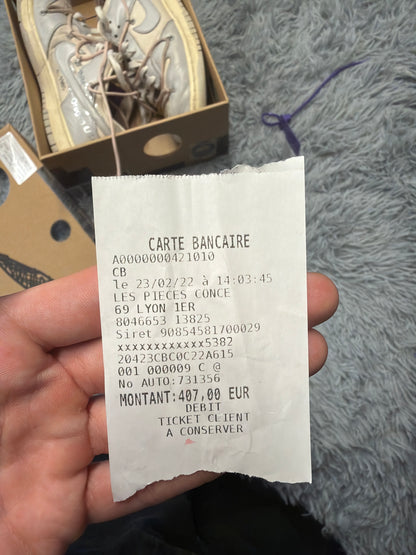 CARTE BANCAIRE
A0000000421010
CB
le 23/02/22 à 14:03:45
LES PIECES CONCE
69 LYON 1ER
8046653 13825
Siret 90854581700029
xxxxxxxxxxxx5382
20423CBC0C22A615
001 000009 C @
No AUTO:731356
MONTANT:407,00 EUR
DEBIT
TICKET CLIENT
A CONSERVER